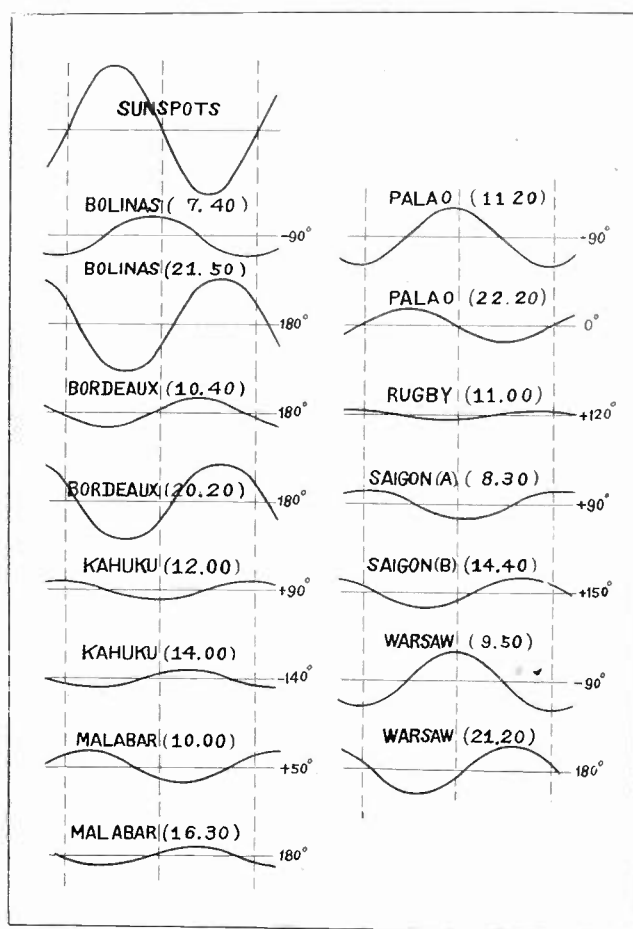 SUNSPOTS
BOLINAS (7.40)
-90°
BOLINAS (21.50)
180°
BORDEAUX (10.40)
180°
BORDEAUX (20.20)
180°
KAHUKU (12.00)
+90°
KAHUKU (14.00)
-140°
MALABAR (10.00)
+50°
MALABAR (16.30)
180°
PALAO (11 20)
-90°
PALAO (22.20)
0°
RUGBY (11.00)
+120°
SAIGON(A) (8.30)
+90°
SAIGON(B) (14.40)
+150°
WARSAW (9.50)
-90°
WARSAW (21.20)
180°